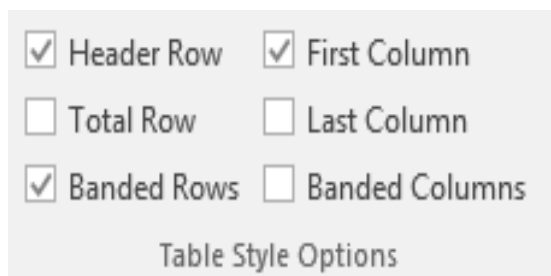 Header Row First Column
Total Row Last Column
Banded Rows Banded Columns
Table Style Options